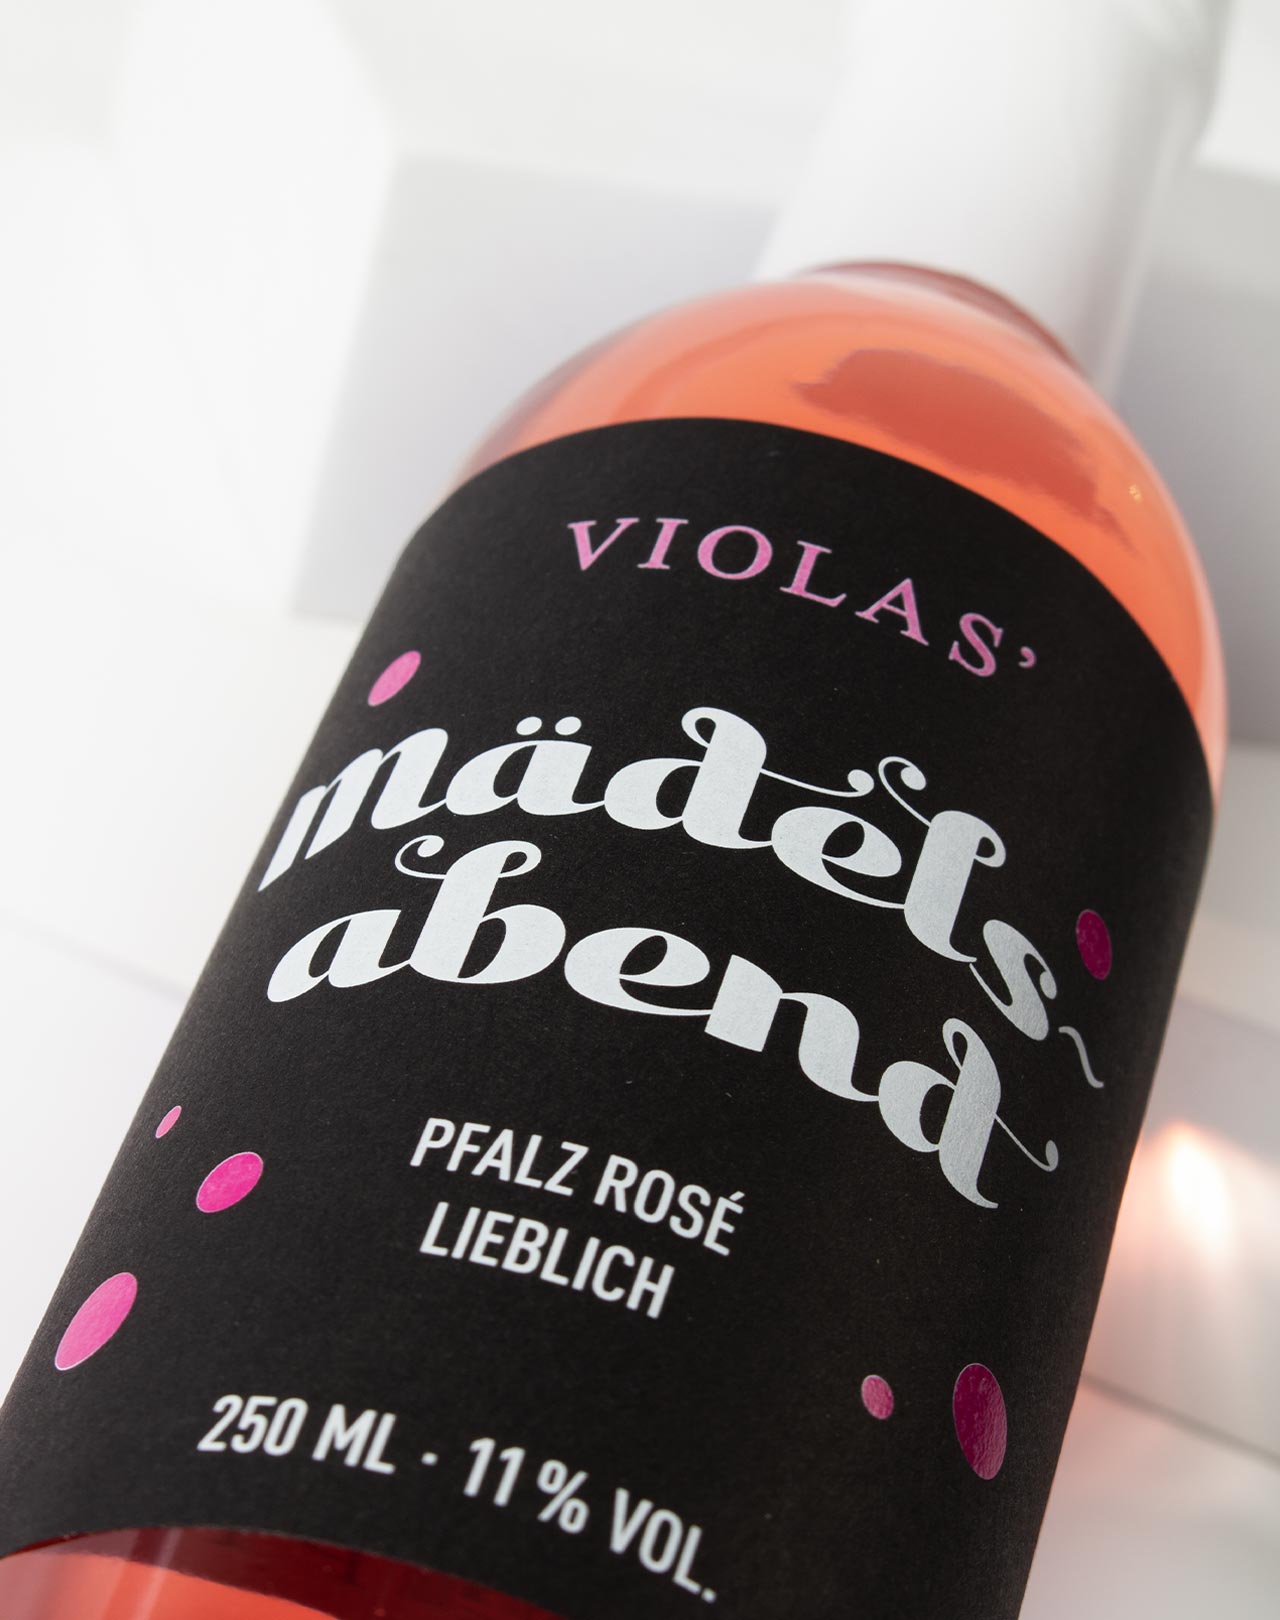 VIOLAS’
mädels
abend
PFALZ ROSÉ
LIEBLICH
250 ML · 11 % VOL.